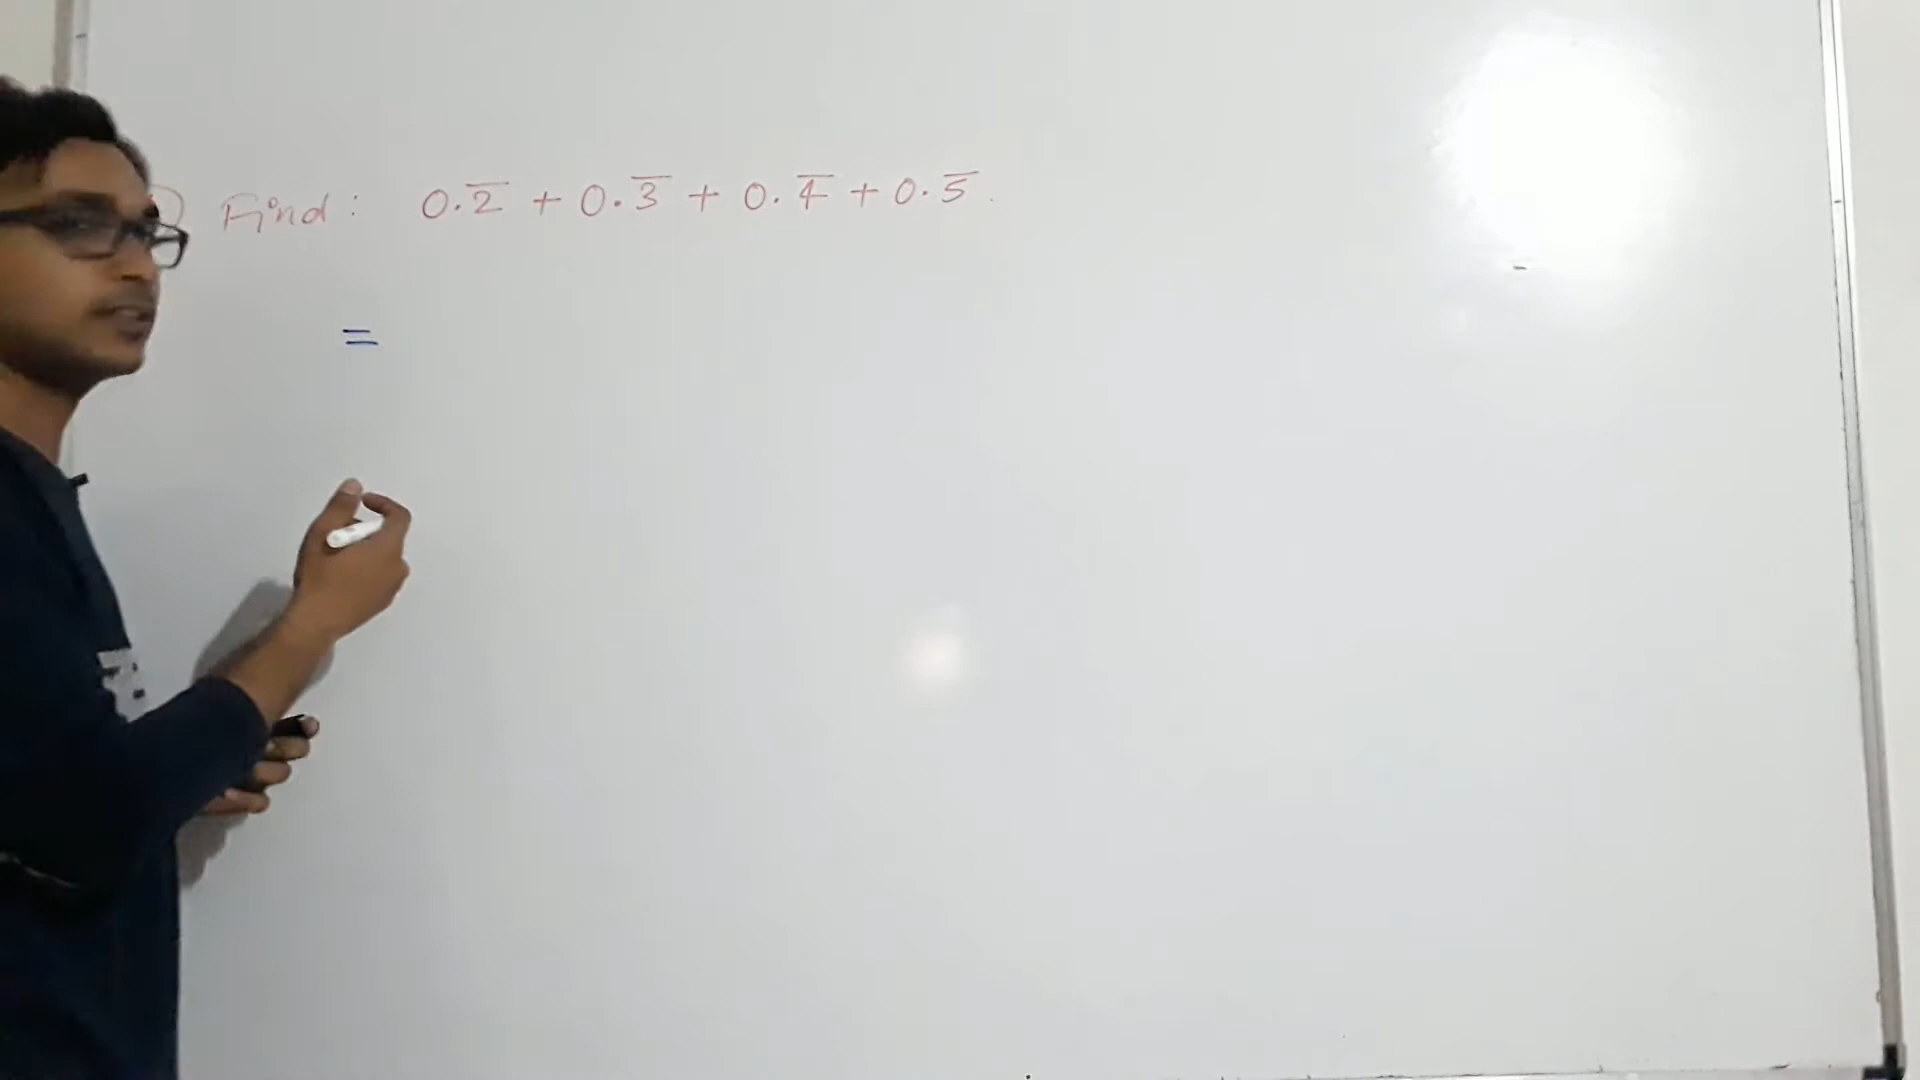 Find: 0.2̅ + 0.3̅ + 0.4̅ + 0.5̅.
=